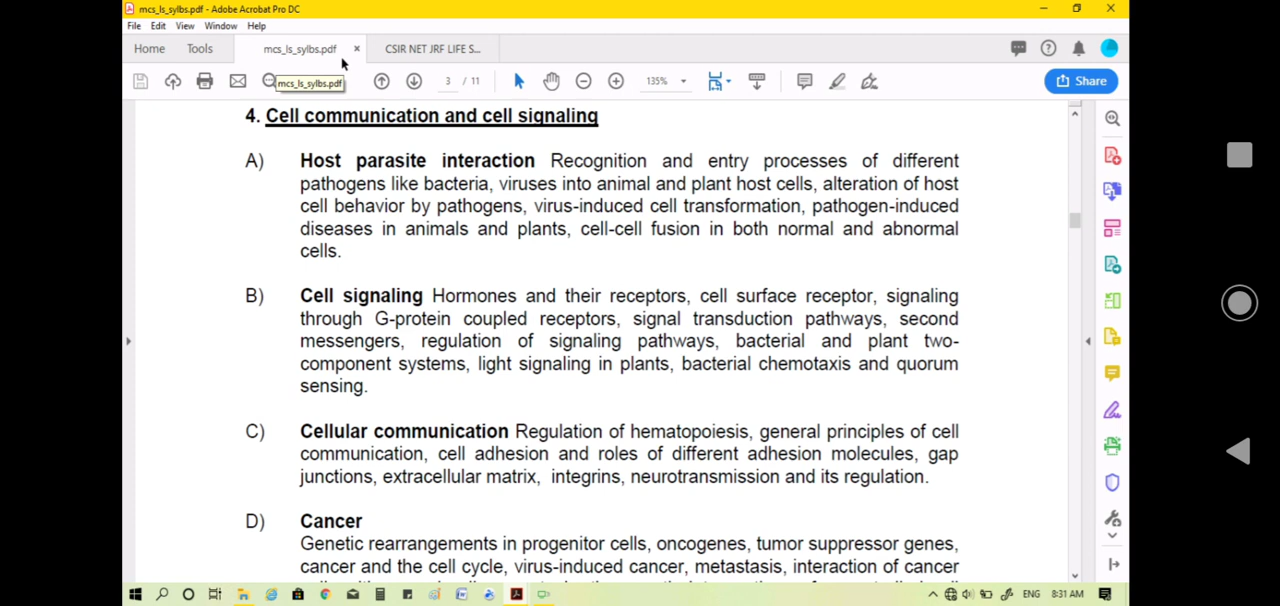 mcs_ls_sylbs.pdf - Adobe Acrobat Pro DC
File Edit View Window Help
Home Tools mcs_ls_sylbs.pdf × CSIR NET JRF LIFE S...
3 / 11 135% Share
mcs_ls_sylbs.pdf
4. Cell communication and cell signaling
A) Host parasite interaction Recognition and entry processes of different
pathogens like bacteria, viruses into animal and plant host cells, alteration of host
cell behavior by pathogens, virus-induced cell transformation, pathogen-induced
diseases in animals and plants, cell-cell fusion in both normal and abnormal
cells.
B) Cell signaling Hormones and their receptors, cell surface receptor, signaling
through G-protein coupled receptors, signal transduction pathways, second
messengers, regulation of signaling pathways, bacterial and plant two-
component systems, light signaling in plants, bacterial chemotaxis and quorum
sensing.
C) Cellular communication Regulation of hematopoiesis, general principles of cell
communication, cell adhesion and roles of different adhesion molecules, gap
junctions, extracellular matrix, integrins, neurotransmission and its regulation.
D) Cancer
Genetic rearrangements in progenitor cells, oncogenes, tumor suppressor genes,
cancer and the cell cycle, virus-induced cancer, metastasis, interaction of cancer
ENG 8:31 AM